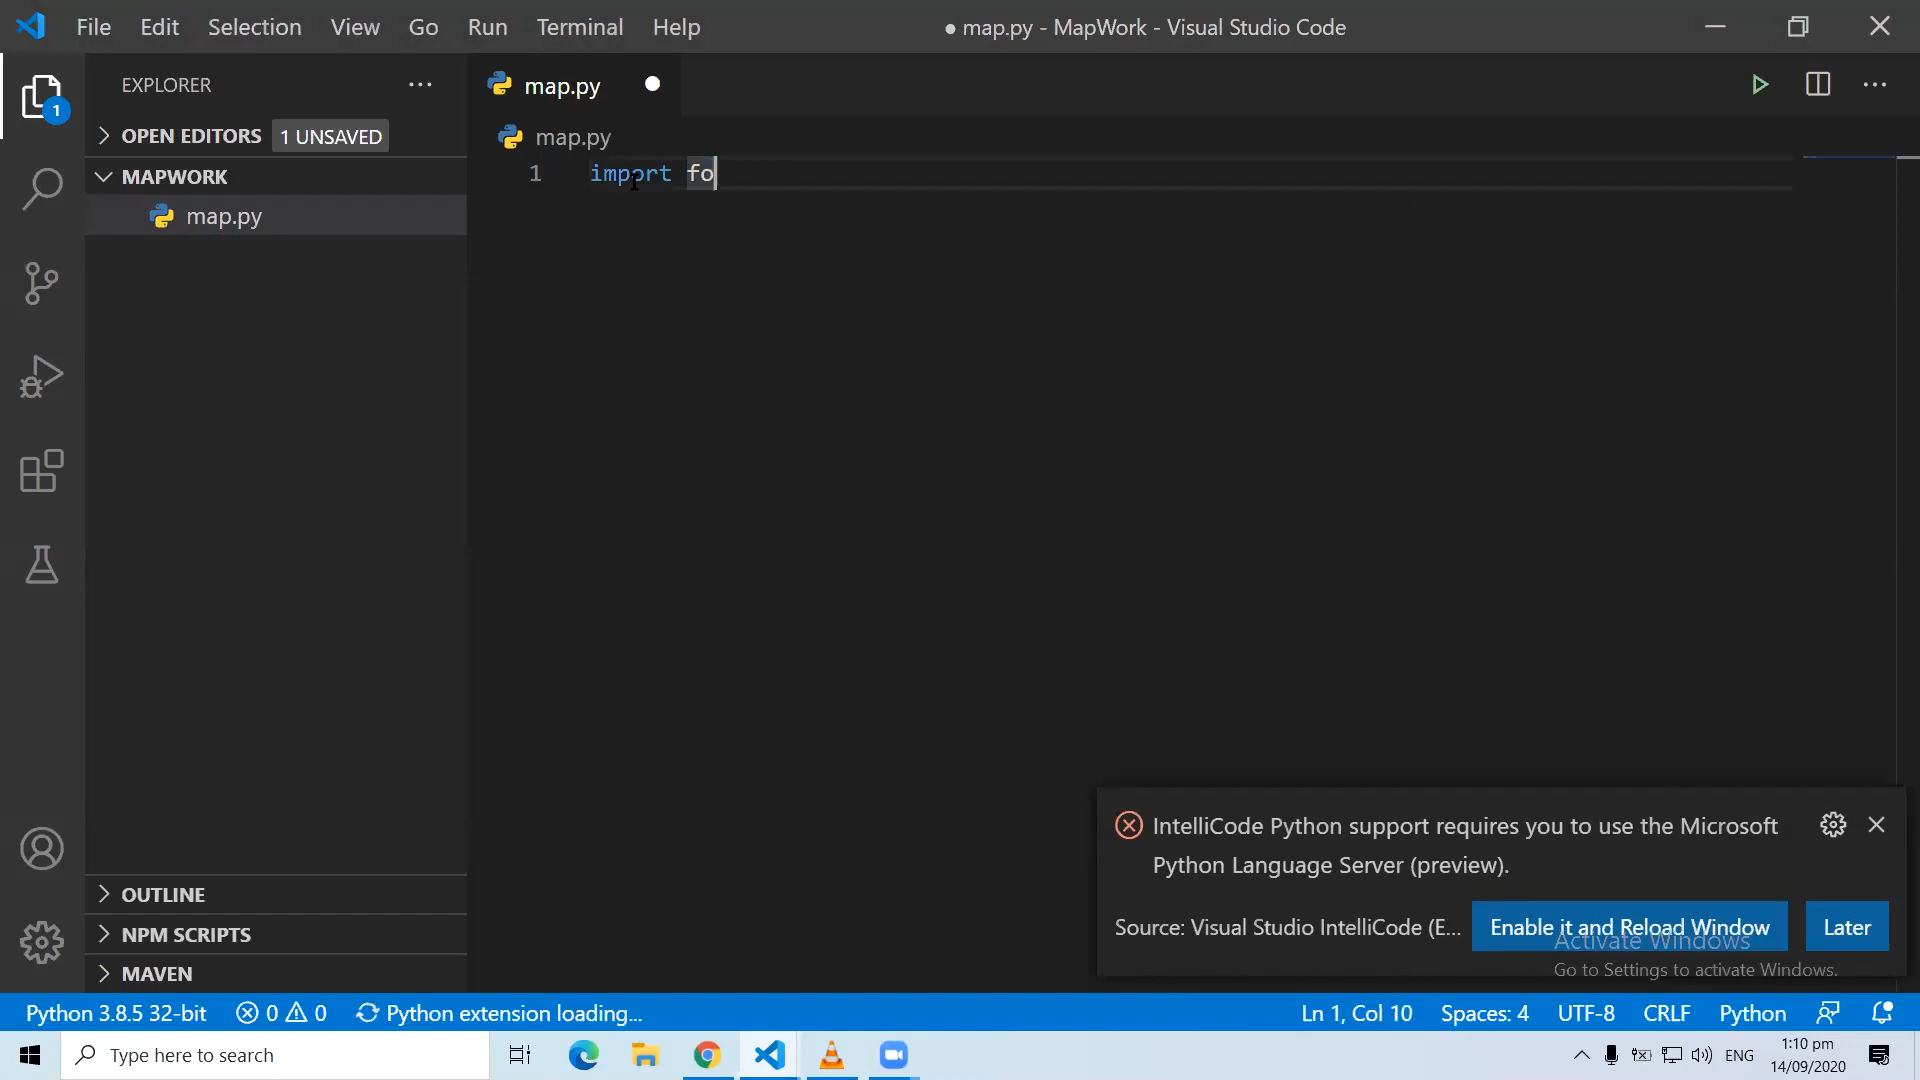 File Edit Selection View Go Run Terminal Help
● map.py - MapWork - Visual Studio Code
EXPLORER
OPEN EDITORS 1 UNSAVED
MAPWORK
map.py
map.py
map.py
1 import fo
1
OUTLINE
NPM SCRIPTS
MAVEN
IntelliCode Python support requires you to use the Microsoft
Python Language Server (preview).
Source: Visual Studio IntelliCode (E...
Enable it and Reload Window
Later
Activate Windows
Go to Settings to activate Windows.
Python 3.8.5 32-bit 0 0 Python extension loading...
Ln 1, Col 10 Spaces: 4 UTF-8 CRLF Python
Type here to search
ENG
1:10 pm
14/09/2020